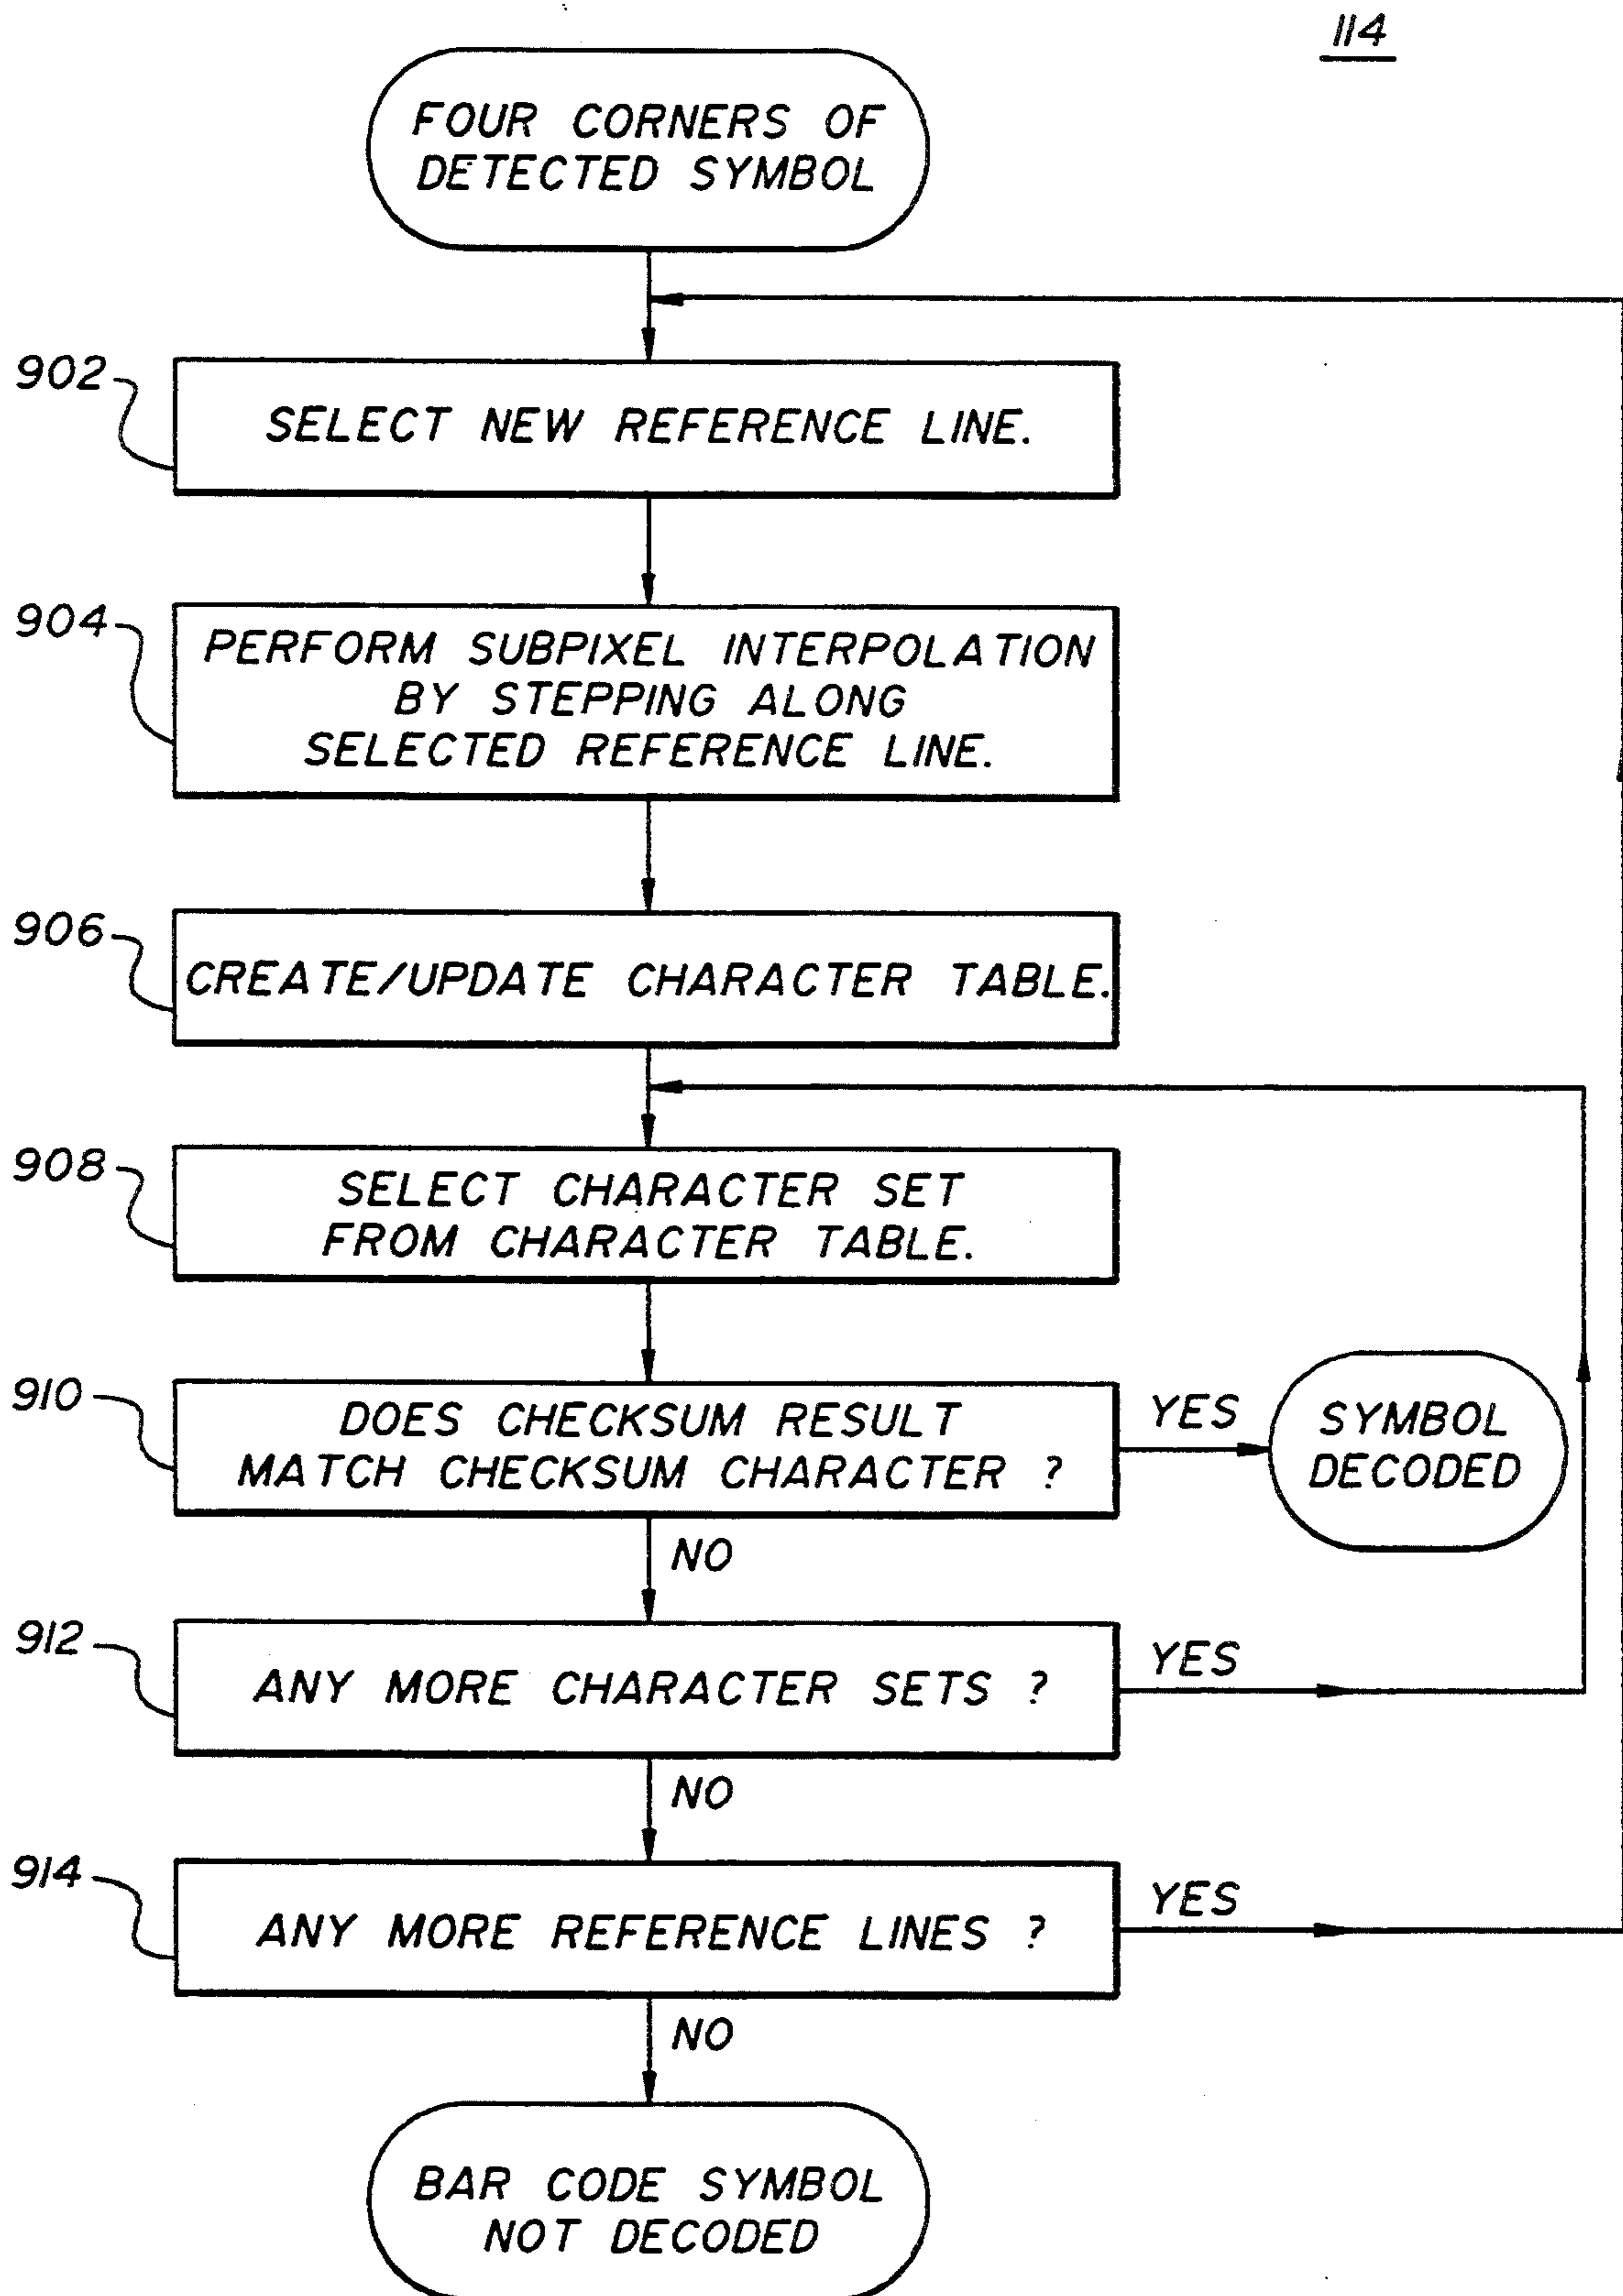 114
FOUR CORNERS OF
DETECTED SYMBOL
902
SELECT NEW REFERENCE LINE.
904
PERFORM SUBPIXEL INTERPOLATION
BY STEPPING ALONG
SELECTED REFERENCE LINE.
906
CREATE/UPDATE CHARACTER TABLE.
908
SELECT CHARACTER SET
FROM CHARACTER TABLE.
910
DOES CHECKSUM RESULT
MATCH CHECKSUM CHARACTER ?
YES
SYMBOL
DECODED
NO
912
ANY MORE CHARACTER SETS ?
YES
NO
914
ANY MORE REFERENCE LINES ?
YES
NO
BAR CODE SYMBOL
NOT DECODED